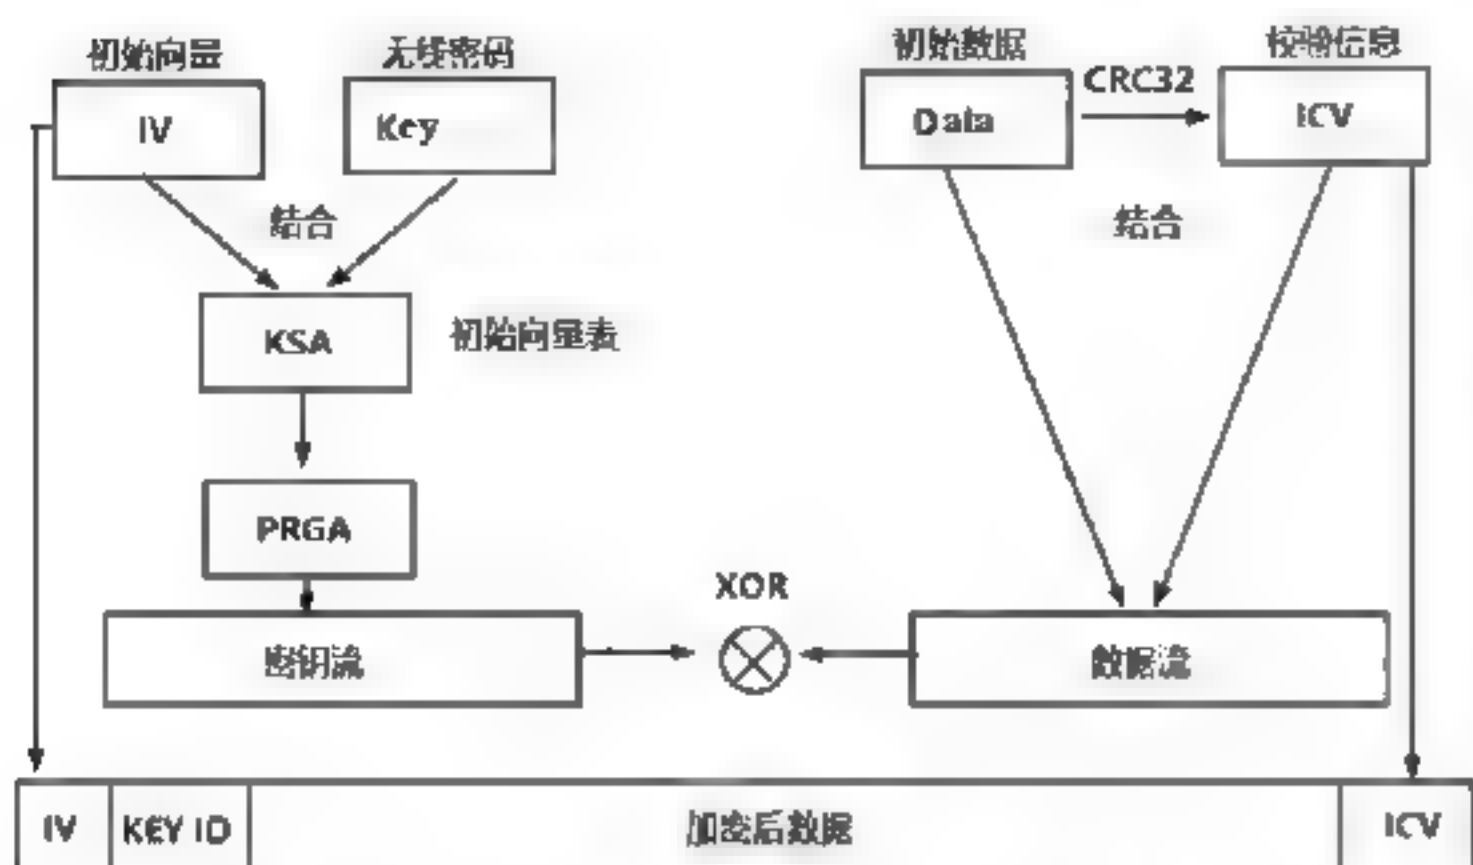 初始向量
无线密码
初始数据
校验信息
IV
Key
Data
CRC32
ICV
结合
结合
KSA
初始向量表
PRGA
XOR
密钥流
数据流
IV
KEY ID
加密后数据
ICV